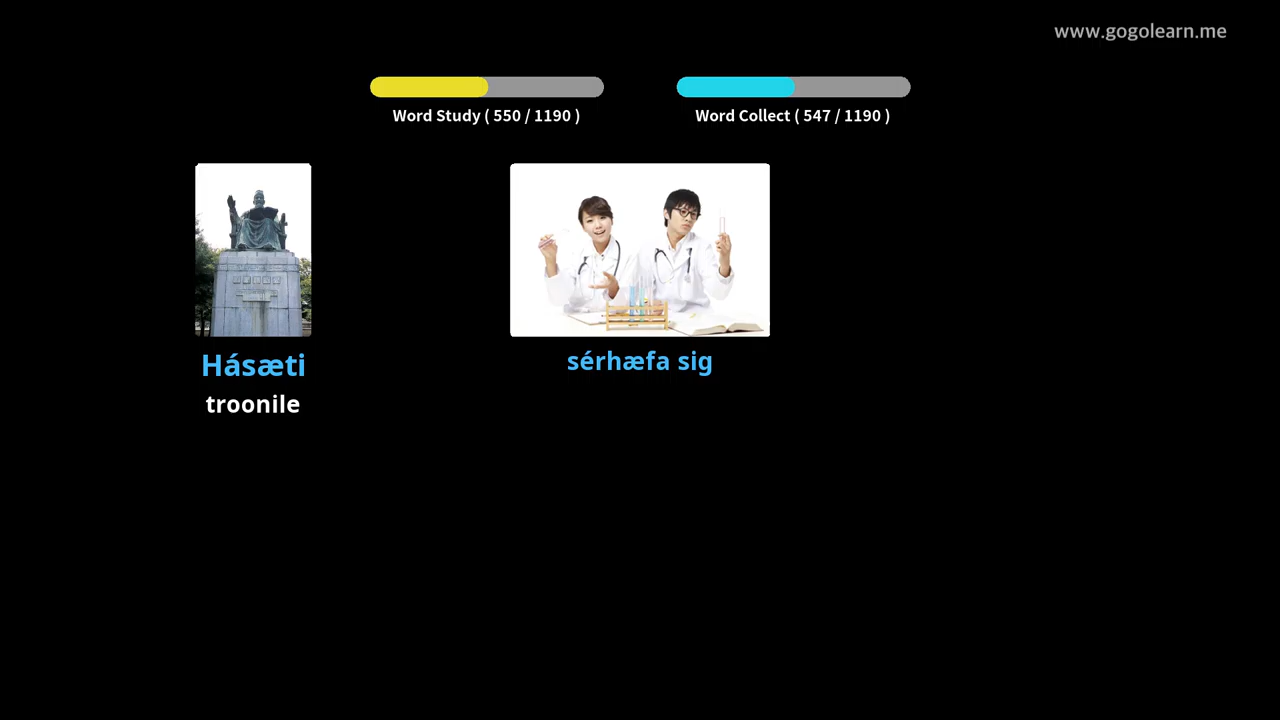 www.gogolearn.me
Word Study ( 550 / 1190 )
Word Collect ( 547 / 1190 )
Hásæti
troonile
sérhæfa sig